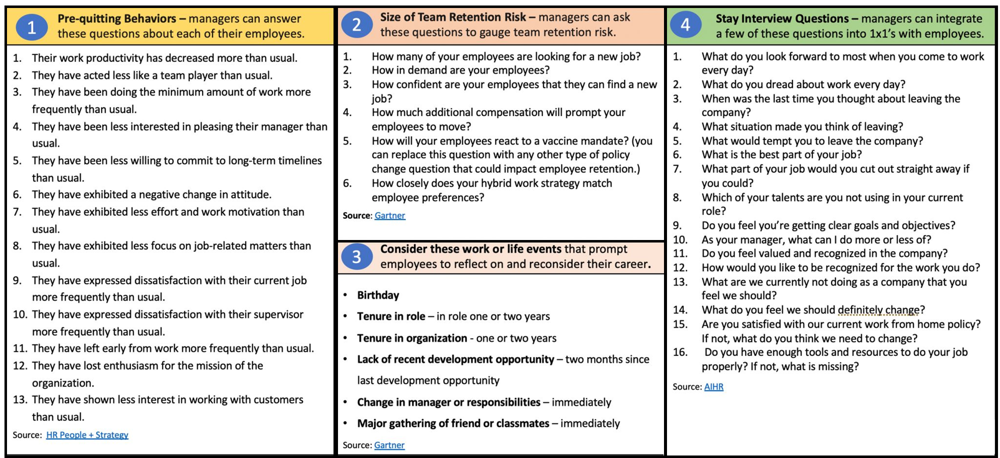 1
Pre-quitting Behaviors – managers can answer
these questions about each of their employees.
1. Their work productivity has decreased more than usual.
2. They have acted less like a team player than usual.
3. They have been doing the minimum amount of work more
frequently than usual.
4. They have been less interested in pleasing their manager than
usual.
5. They have been less willing to commit to long-term timelines
than usual.
6. They have exhibited a negative change in attitude.
7. They have exhibited less effort and work motivation than
usual.
8. They have exhibited less focus on job-related matters than
usual.
9. They have expressed dissatisfaction with their current job
more frequently than usual.
10. They have expressed dissatisfaction with their supervisor
more frequently than usual.
11. They have left early from work more frequently than usual.
12. They have lost enthusiasm for the mission of the
organization.
13. They have shown less interest in working with customers
than usual.
Source: HR People + Strategy
2
Size of Team Retention Risk – managers can ask
these questions to gauge team retention risk.
1. How many of your employees are looking for a new job?
2. How in demand are your employees?
3. How confident are your employees that they can find a new
job?
4. How much additional compensation will prompt your
employees to move?
5. How will your employees react to a vaccine mandate? (you
can replace this question with any other type of policy
change question that could impact employee retention.)
6. How closely does your hybrid work strategy match
employee preferences?
Source: Gartner
3
Consider these work or life events that prompt
employees to reflect on and reconsider their career.
• Birthday
• Tenure in role – in role one or two years
• Tenure in organization - one or two years
• Lack of recent development opportunity – two months since
last development opportunity
• Change in manager or responsibilities – immediately
• Major gathering of friend or classmates – immediately
Source: Gartner
4
Stay Interview Questions – managers can integrate
a few of these questions into 1x1's with employees.
1. What do you look forward to most when you come to work
every day?
2. What do you dread about work every day?
3. When was the last time you thought about leaving the
company?
4. What situation made you think of leaving?
5. What would tempt you to leave the company?
6. What is the best part of your job?
7. What part of your job would you cut out straight away if
you could?
8. Which of your talents are you not using in your current
role?
9. Do you feel you're getting clear goals and objectives?
10. As your manager, what can I do more or less of?
11. Do you feel valued and recognized in the company?
12. How would you like to be recognized for the work you do?
13. What are we currently not doing as a company that you
feel we should?
14. What do you feel we should definitely change?
15. Are you satisfied with our current work from home policy?
If not, what do you think we need to change?
16. Do you have enough tools and resources to do your job
properly? If not, what is missing?
Source: AIHR